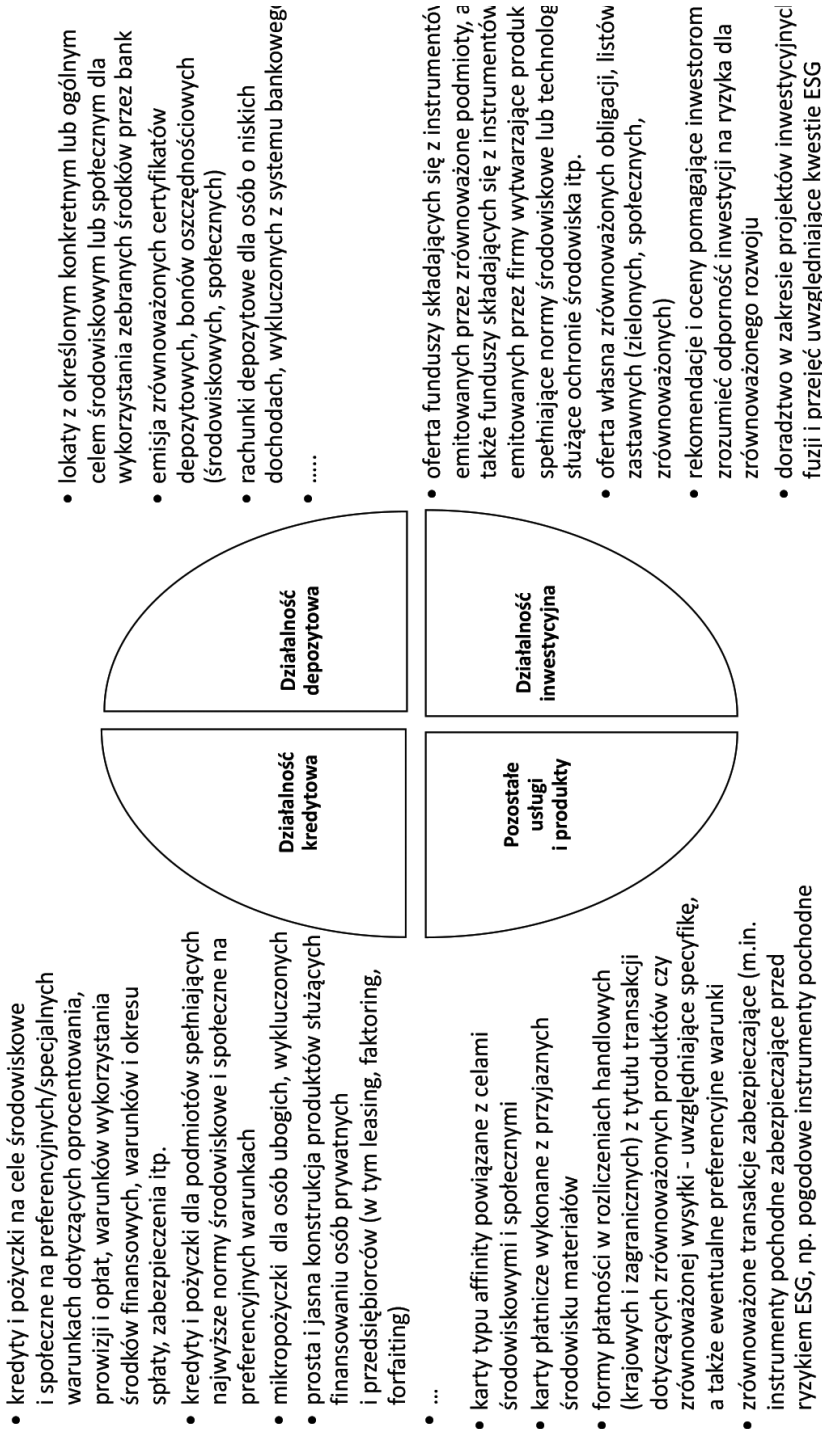 • kredyty i pożyczki na cele środowiskowe
i społeczne na preferencyjnych/specjalnych
warunkach dotyczących oprocentowania,
prowizji i opłat, warunków wykorzystania
środków finansowych, warunków i okresu
spłaty, zabezpieczenia itp.
• kredyty i pożyczki dla podmiotów spełniających
najwyższe normy środowiskowe i społeczne na
preferencyjnych warunkach
• mikropożyczki dla osób ubogich, wykluczonych
• prosta i jasna konstrukcja produktów służących
finansowaniu osób prywatnych
i przedsiębiorców (w tym leasing, faktoring,
forfaiting)
• ...
Działalność
kredytowa
Działalność
depozytowa
• lokaty z określonym konkretnym lub ogólnym
celem środowiskowym lub społecznym dla
wykorzystania zebranych środków przez bank
• emisja zrównoważonych certyfikatów
depozytowych, bonów oszczędnościowych
(środowiskowych, społecznych)
• rachunki depozytowe dla osób o niskich
dochodach, wykluczonych z systemu bankowego
• .....
• karty typu affinity powiązane z celami
środowiskowymi i społecznymi
• karty płatnicze wykonane z przyjaznych
środowisku materiałów
• formy płatności w rozliczeniach handlowych
(krajowych i zagranicznych) z tytułu transakcji
dotyczących zrównoważonych produktów czy
zrównoważonej wysyłki - uwzględniające specyfikę,
a także ewentualne preferencyjne warunki
• zrównoważone transakcje zabezpieczające (m.in.
instrumenty pochodne zabezpieczające przed
ryzykiem ESG, np. pogodowe instrumenty pochodne
Pozostałe
usługi
i produkty
Działalność
inwestycyjna
• oferta funduszy składających się z instrumentów
emitowanych przez zrównoważone podmioty, a
także funduszy składających się z instrumentów
emitowanych przez firmy wytwarzające produk
spełniające normy środowiskowe lub technolog
służące ochronie środowiska itp.
• oferta własna zrównoważonych obligacji, listów
zastawnych (zielonych, społecznych,
zrównoważonych)
• rekomendacje i oceny pomagające inwestorom
zrozumieć odporność inwestycji na ryzyka dla
zrównoważonego rozwoju
• doradztwo w zakresie projektów inwestycyjnych
fuzji i przejęć uwzględniające kwestie ESG